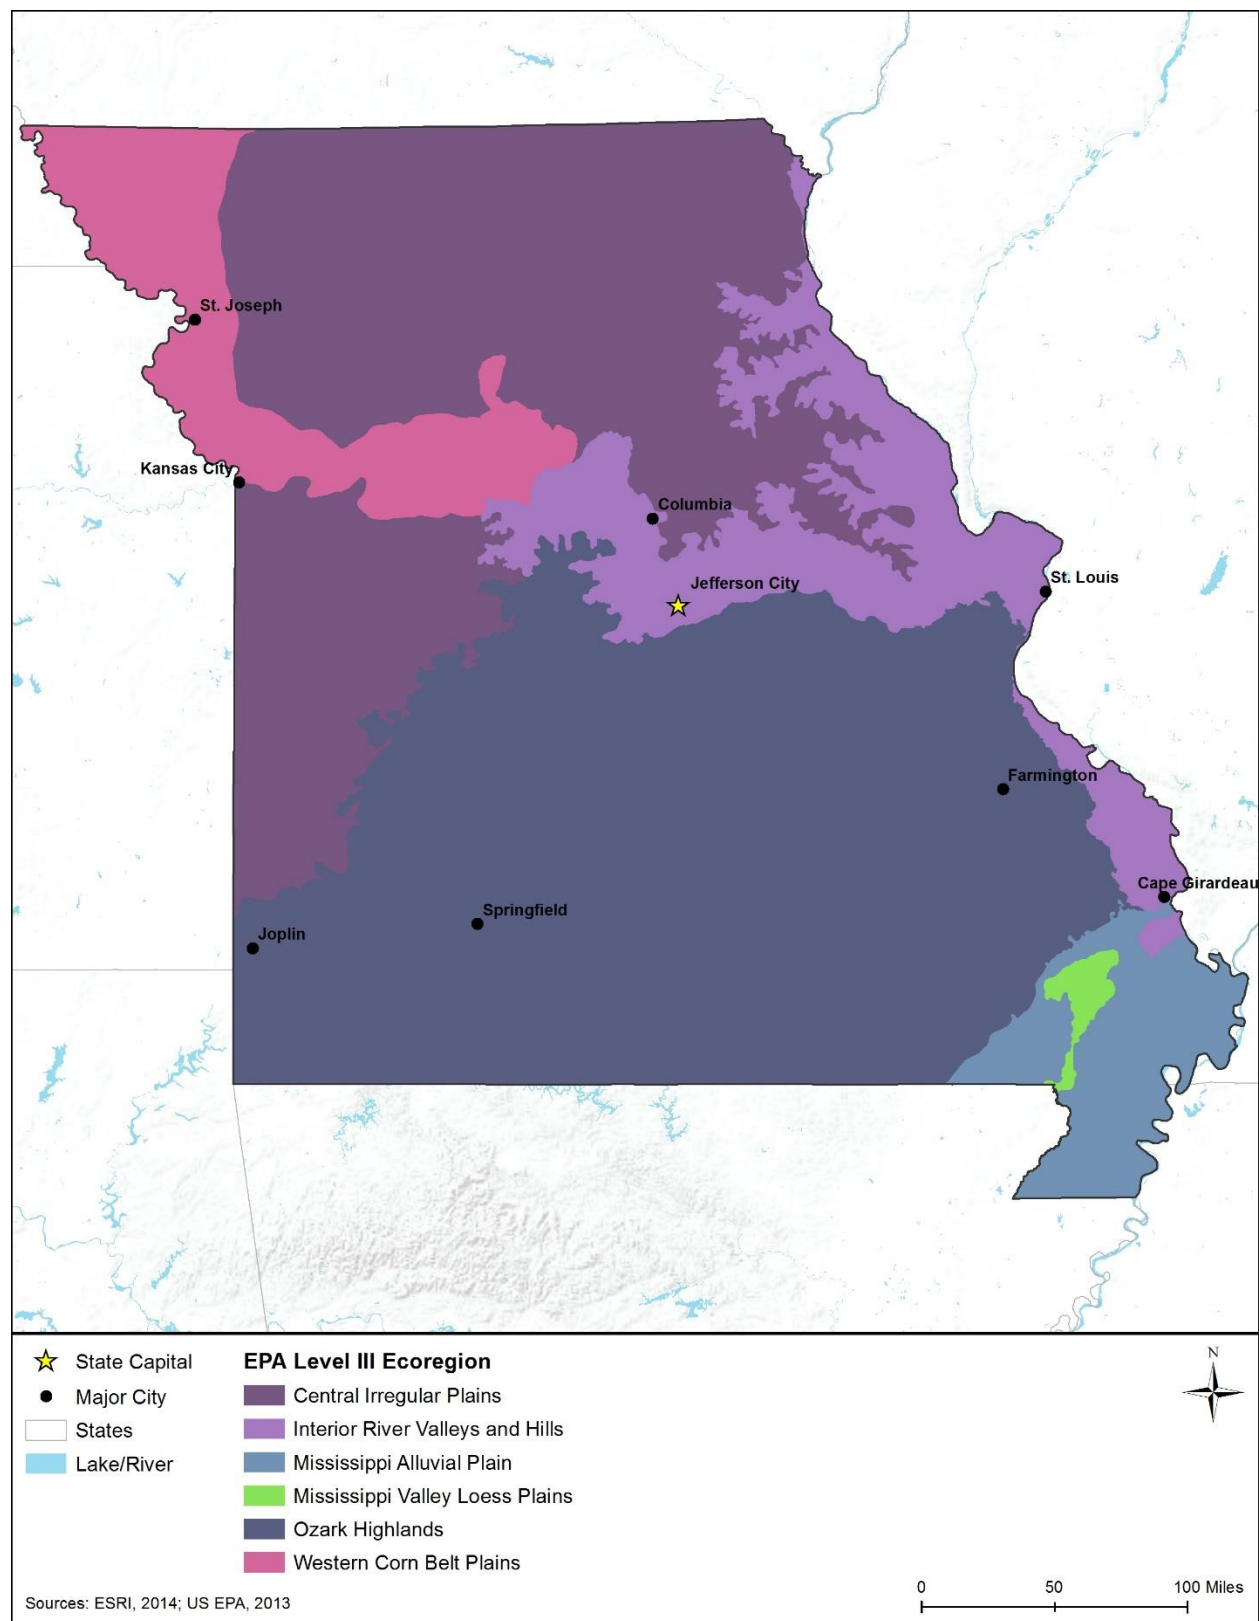 St. Joseph
Kansas City
Columbia
Jefferson City
St. Louis
Farmington
Cape Girardeau
Springfield
Joplin
State Capital
Major City
States
Lake/River
EPA Level III Ecoregion
Central Irregular Plains
Interior River Valleys and Hills
Mississippi Alluvial Plain
Mississippi Valley Loess Plains
Ozark Highlands
Western Corn Belt Plains
N
Sources: ESRI, 2014; US EPA, 2013
0 50 100 Miles